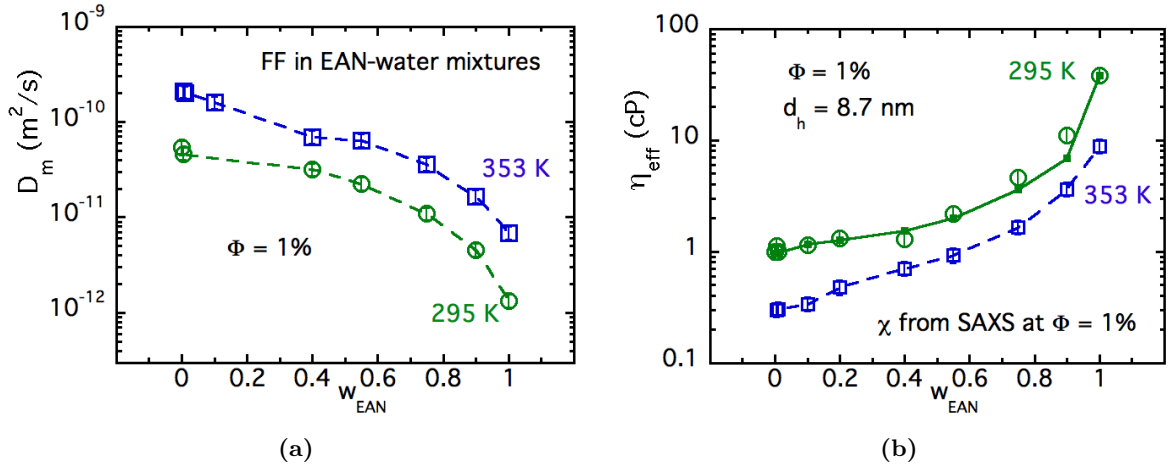 10⁻⁹
10⁻¹⁰
10⁻¹¹
10⁻¹²
D_m (m²/s)
FF in EAN-water mixtures
353 K
Φ = 1%
295 K
0 0.2 0.4 0.6 0.8 1
w_EAN
(a)
100
10
1
0.1
η_eff (cP)
Φ = 1%
d_h = 8.7 nm
295 K
353 K
χ from SAXS at Φ = 1%
0 0.2 0.4 0.6 0.8 1
w_EAN
(b)